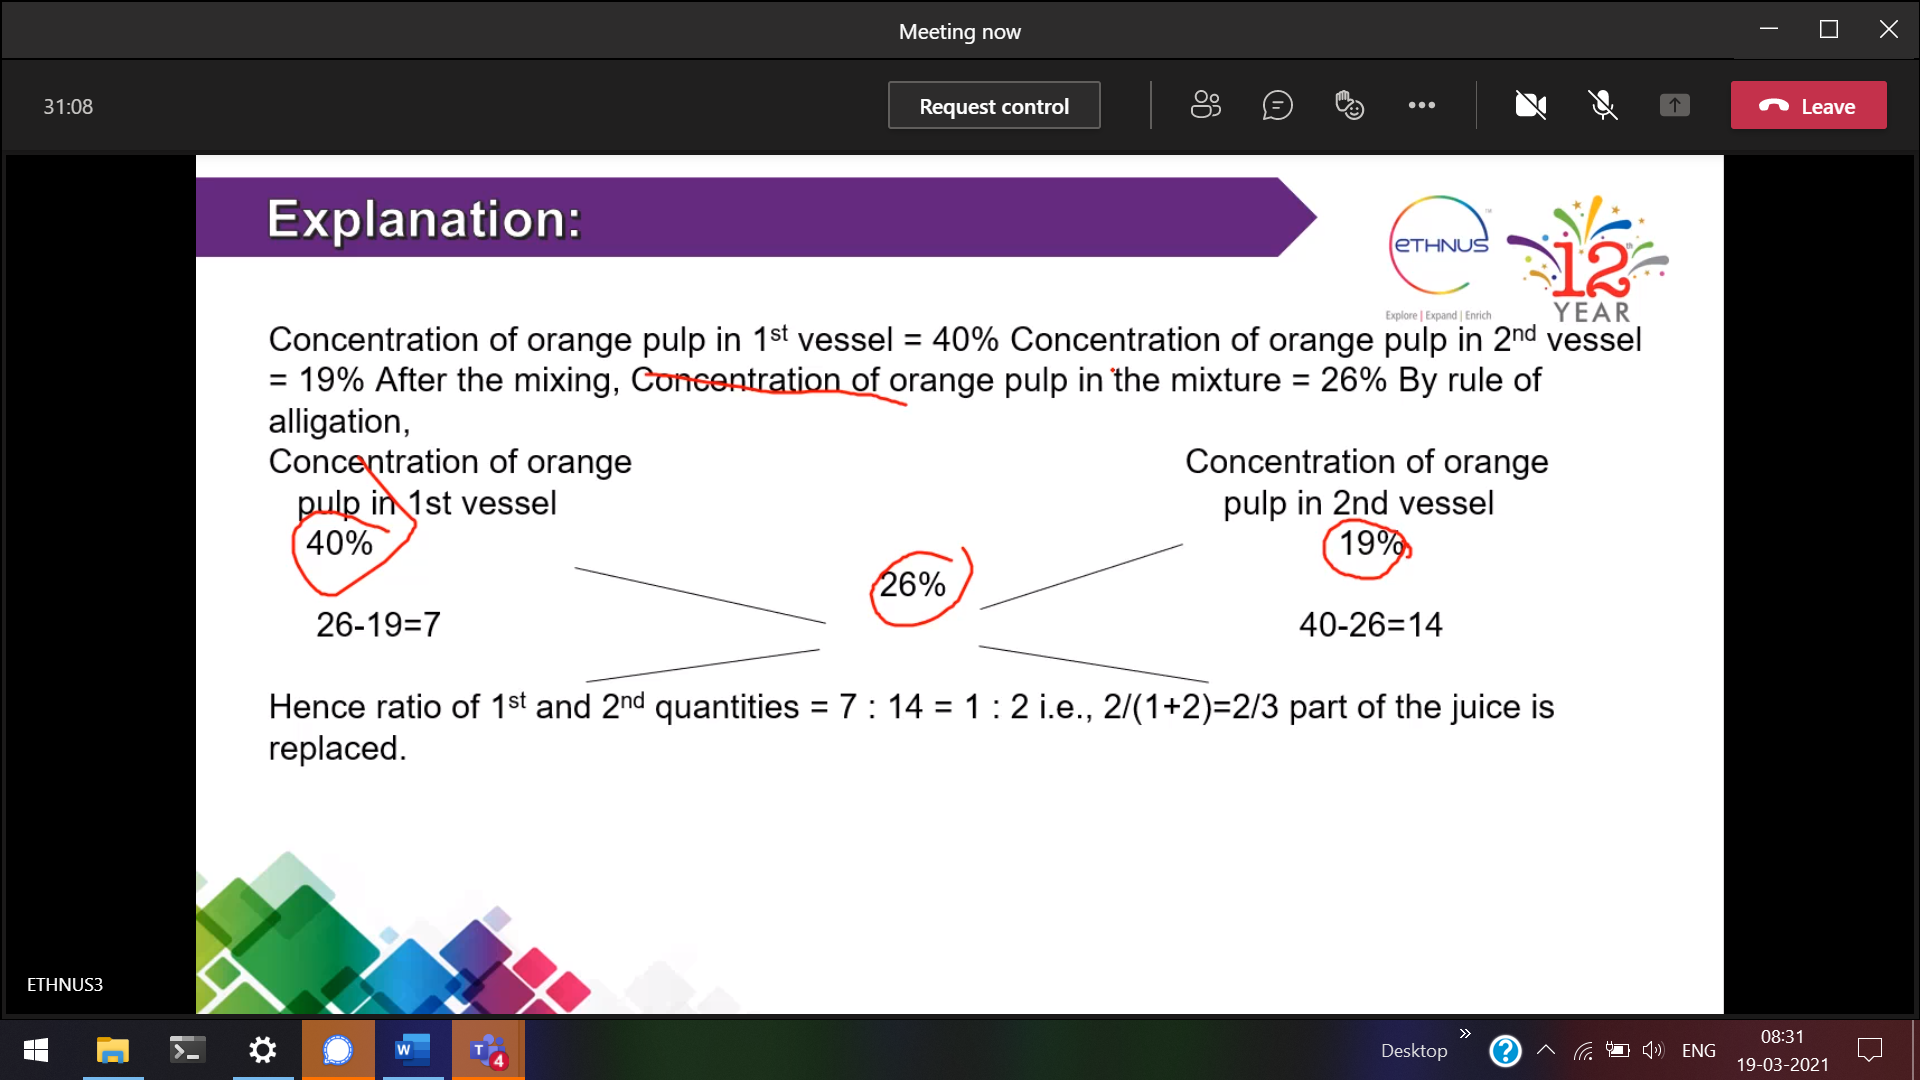 Meeting now
31:08
Request control
Leave
Explanation:
eTHNUS
TM
Explore | Expand | Enrich
12th
YEAR
Concentration of orange pulp in 1st vessel = 40% Concentration of orange pulp in 2nd vessel
= 19% After the mixing, Concentration of orange pulp in the mixture = 26% By rule of
alligation,
Concentration of orange
pulp in 1st vessel
40%
Concentration of orange
pulp in 2nd vessel
19%
26%
26-19=7
40-26=14
Hence ratio of 1st and 2nd quantities = 7 : 14 = 1 : 2 i.e., 2/(1+2)=2/3 part of the juice is
replaced.
ETHNUS3
W
T
4
Desktop
»
?
ENG
08:31
19-03-2021